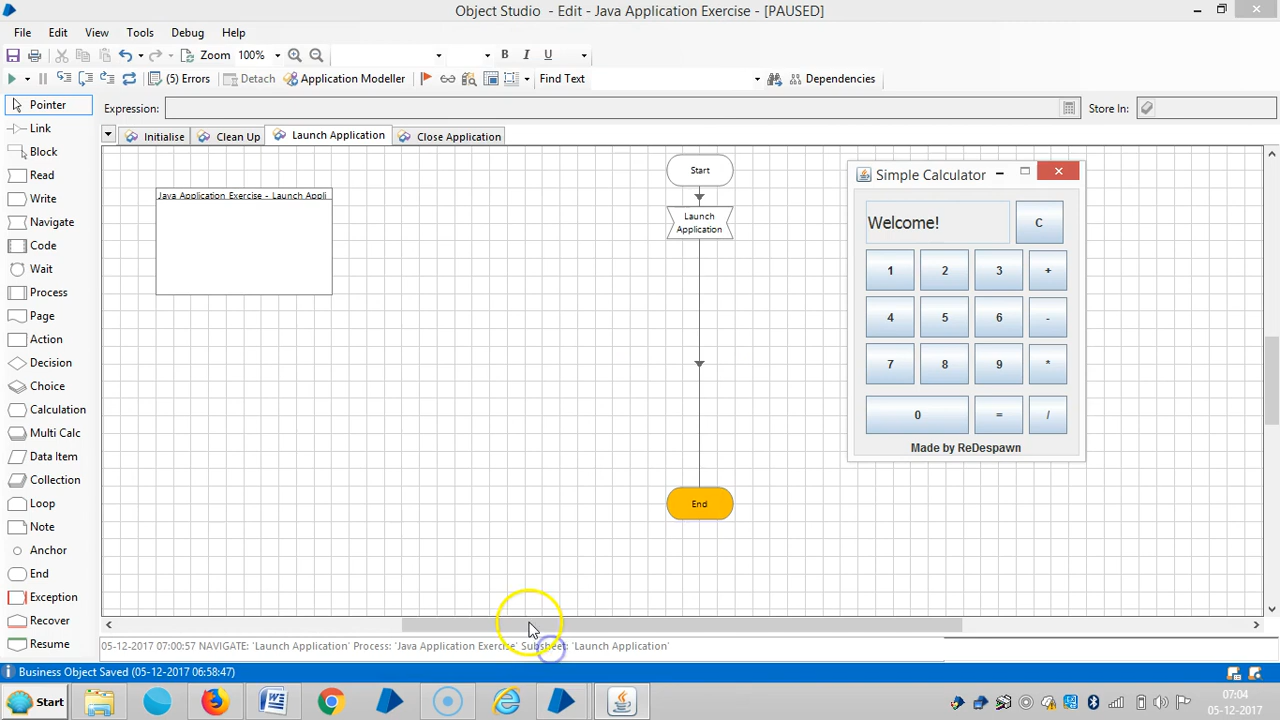 Object Studio - Edit - Java Application Exercise - [PAUSED]
File Edit View Tools Debug Help
Zoom 100% B I U
(5) Errors Detach Application Modeller Find Text Dependencies
Pointer
Expression: Store In:
Link
Initialise Clean Up Launch Application Close Application
Block
Read
Write
Navigate
Code
Wait
Process
Page
Action
Decision
Choice
Calculation
Multi Calc
Data Item
Collection
Loop
Note
Anchor
End
Exception
Recover
Resume
Java Application Exercise - Launch Appli
Start
Launch
Application
End
Simple Calculator
Welcome! C
1 2 3 +
4 5 6 -
7 8 9 *
0 = /
Made by ReDespawn
05-12-2017 07:00:57 NAVIGATE: 'Launch Application' Process: 'Java Application Exercise' Subsheet: 'Launch Application'
Business Object Saved (05-12-2017 06:58:47)
Start
07:04
05-12-2017